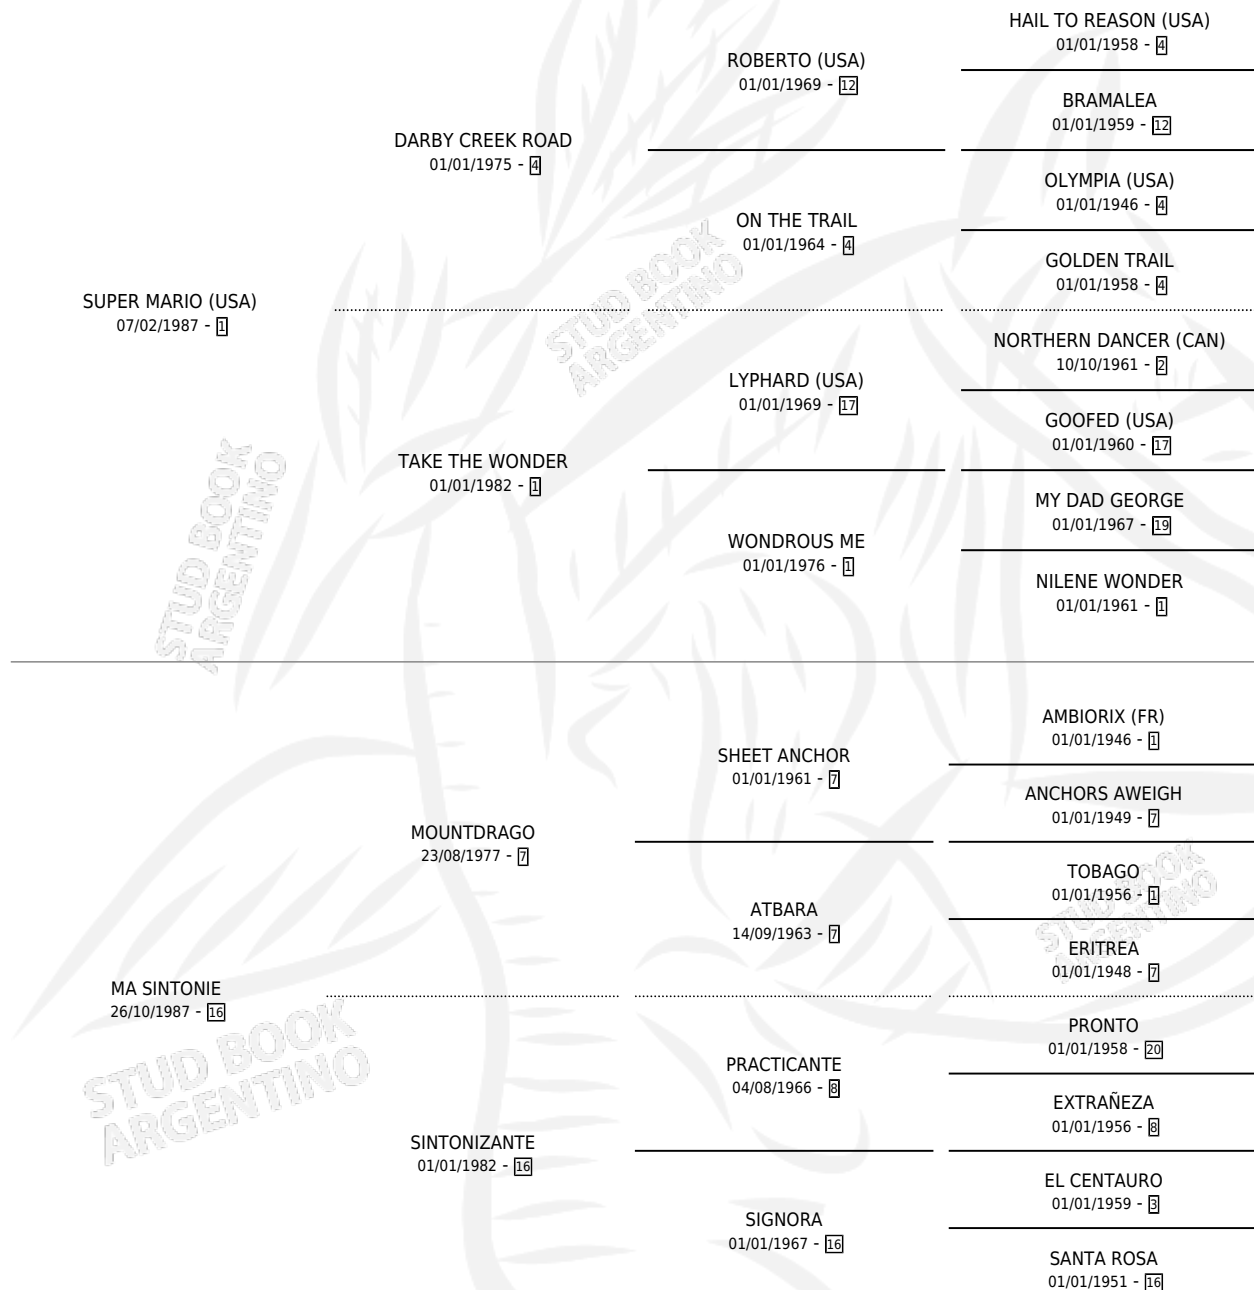 HAIL TO REASON (USA)
01/01/1958 - 4
ROBERTO (USA)
01/01/1969 - 12
BRAMALEA
01/01/1959 - 12
DARBY CREEK ROAD
01/01/1975 - 4
OLYMPIA (USA)
01/01/1946 - 4
ON THE TRAIL
01/01/1964 - 4
GOLDEN TRAIL
01/01/1958 - 4
SUPER MARIO (USA)
07/02/1987 - 1
NORTHERN DANCER (CAN)
10/10/1961 - 2
LYPHARD (USA)
01/01/1969 - 17
GOOFED (USA)
01/01/1960 - 17
TAKE THE WONDER
01/01/1982 - 1
MY DAD GEORGE
01/01/1967 - 19
WONDROUS ME
01/01/1976 - 1
NILENE WONDER
01/01/1961 - 1
STUD BOOK
ARGENTINO
STUD BOOK
ARGENTINO
AMBIORIX (FR)
01/01/1946 - 1
SHEET ANCHOR
01/01/1961 - 7
ANCHORS AWEIGH
01/01/1949 - 7
MOUNTDRAGO
23/08/1977 - 7
TOBAGO
01/01/1956 - 1
ATBARA
14/09/1963 - 7
ERITREA
01/01/1948 - 7
MA SINTONIE
26/10/1987 - 16
PRONTO
01/01/1958 - 20
PRACTICANTE
04/08/1966 - 8
EXTRAÑEZA
01/01/1956 - 8
SINTONIZANTE
01/01/1982 - 16
EL CENTAURO
01/01/1959 - 3
SIGNORA
01/01/1967 - 16
SANTA ROSA
01/01/1951 - 16
STUD BOOK
ARGENTINO
STUD BOOK
ARGENTINO